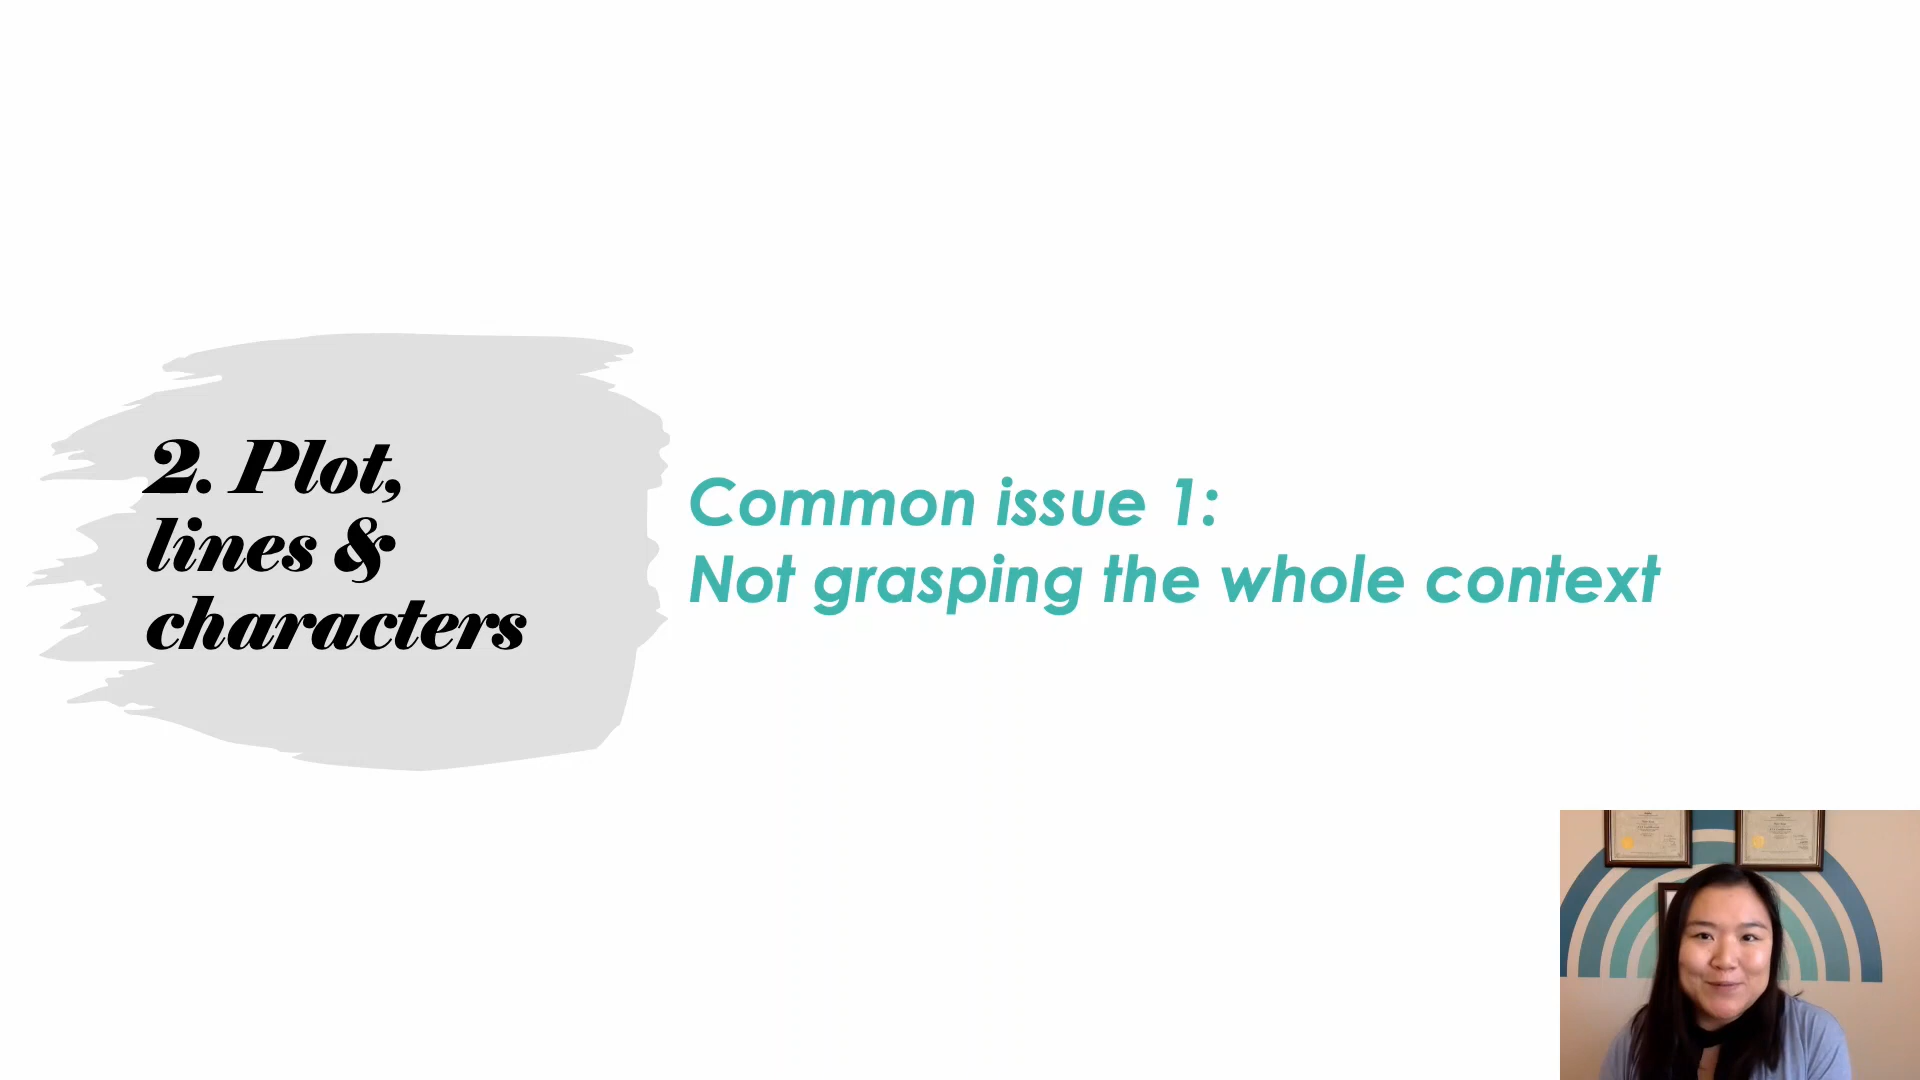 2. Plot,
lines &
characters
Common issue 1:
Not grasping the whole context